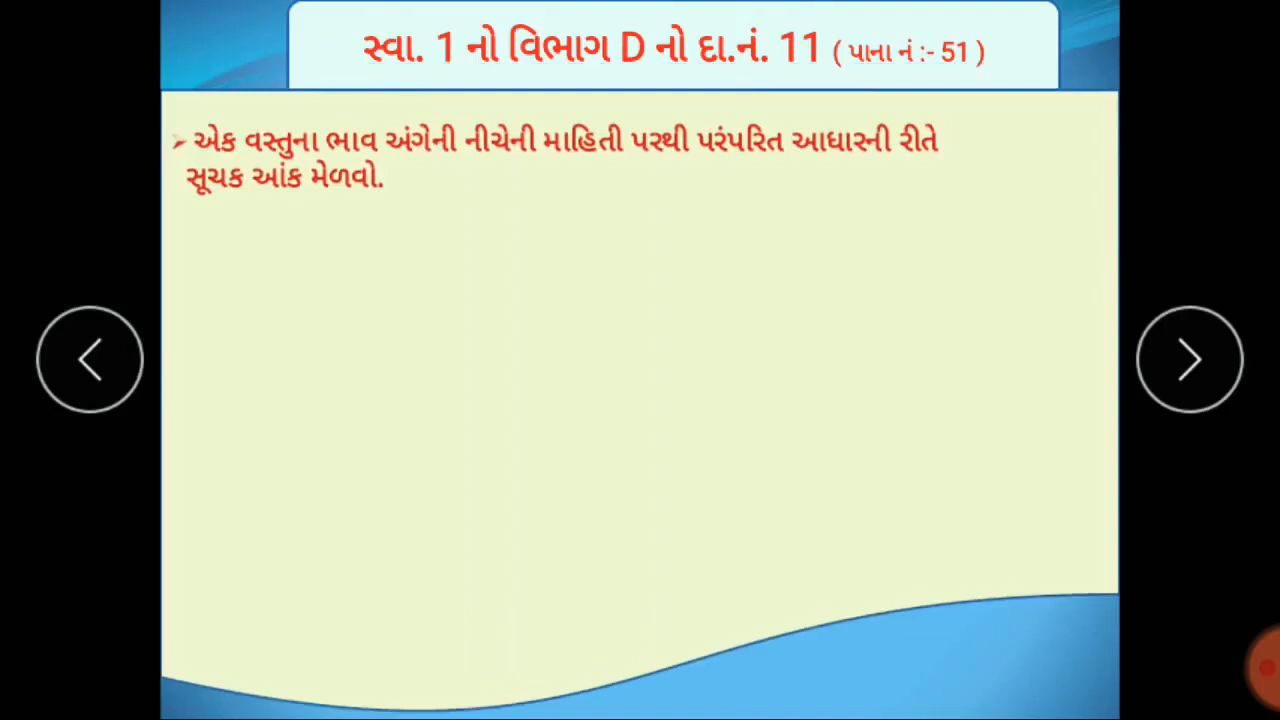 સ્વા. 1 નો વિભાગ D નો દા.નં. 11 ( પાના નં :- 51 )
એક વસ્તુના ભાવ અંગેની નીચેની માહિતી પરથી પરંપરિત આધારની રીતે
સૂચક આંક મેળવો.